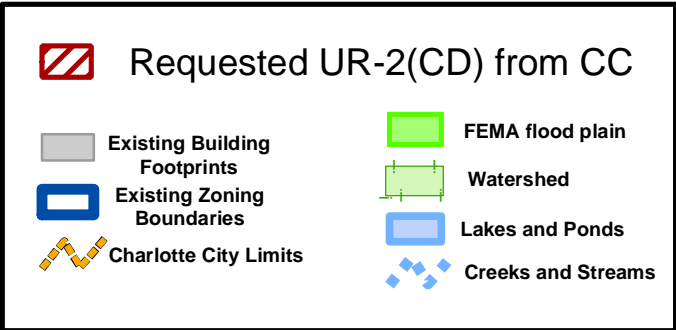 Requested UR-2(CD) from CC
Existing Building
Footprints
Existing Zoning
Boundaries
Charlotte City Limits
FEMA flood plain
Watershed
Lakes and Ponds
Creeks and Streams